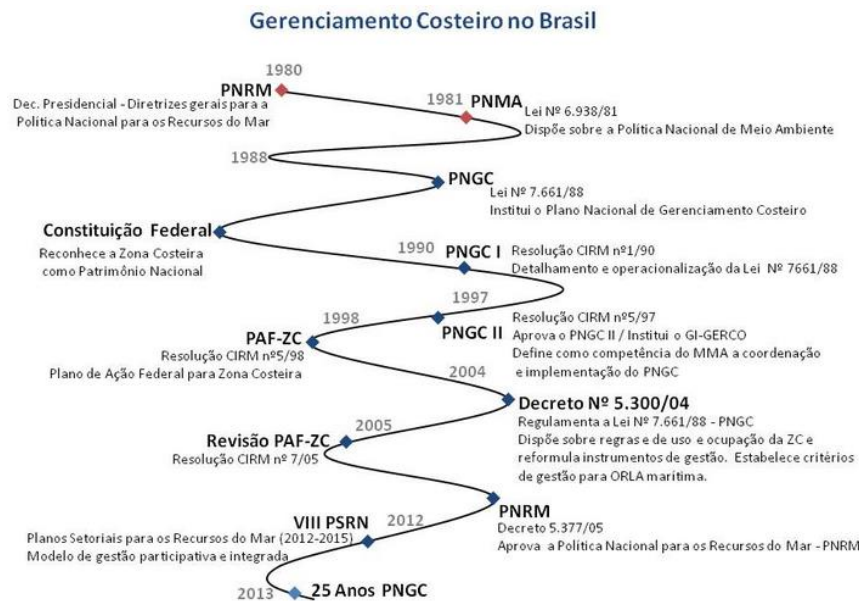 Gerenciamento Costeiro no Brasil
1980
PNRM
Dec. Presidencial - Diretrizes gerais para a
Política Nacional para os Recursos do Mar
1981
PNMA
Lei Nº 6.938/81
Dispõe sobre a Política Nacional de Meio Ambiente
1988
PNGC
Lei Nº 7.661/88
Institui o Plano Nacional de Gerenciamento Costeiro
Constituição Federal
Reconhece a Zona Costeira
como Patrimônio Nacional
1990
PNGC I
Resolução CIRM nº1/90
Detalhamento e operacionalização da Lei Nº 7661/88
1997
PNGC II
Resolução CIRM nº5/97
Aprova o PNGC II / Institui o GI-GERCO
Define como competência do MMA a coordenação
e implementação do PNGC
1998
PAF-ZC
Resolução CIRM nº5/98
Plano de Ação Federal para Zona Costeira
2004
Decreto Nº 5.300/04
Regulamenta a Lei Nº 7.661/88 - PNGC
Dispõe sobre regras e de uso e ocupação da ZC e
reformula instrumentos de gestão. Estabelece critérios
de gestão para ORLA marítima.
2005
Revisão PAF-ZC
Resolução CIRM nº 7/05
PNRM
Decreto 5.377/05
Aprova a Política Nacional para os Recursos do Mar - PNRM
2012
VIII PSRN
Planos Setoriais para os Recursos do Mar (2012-2015)
Modelo de gestão participativa e integrada
2013
25 Anos PNGC